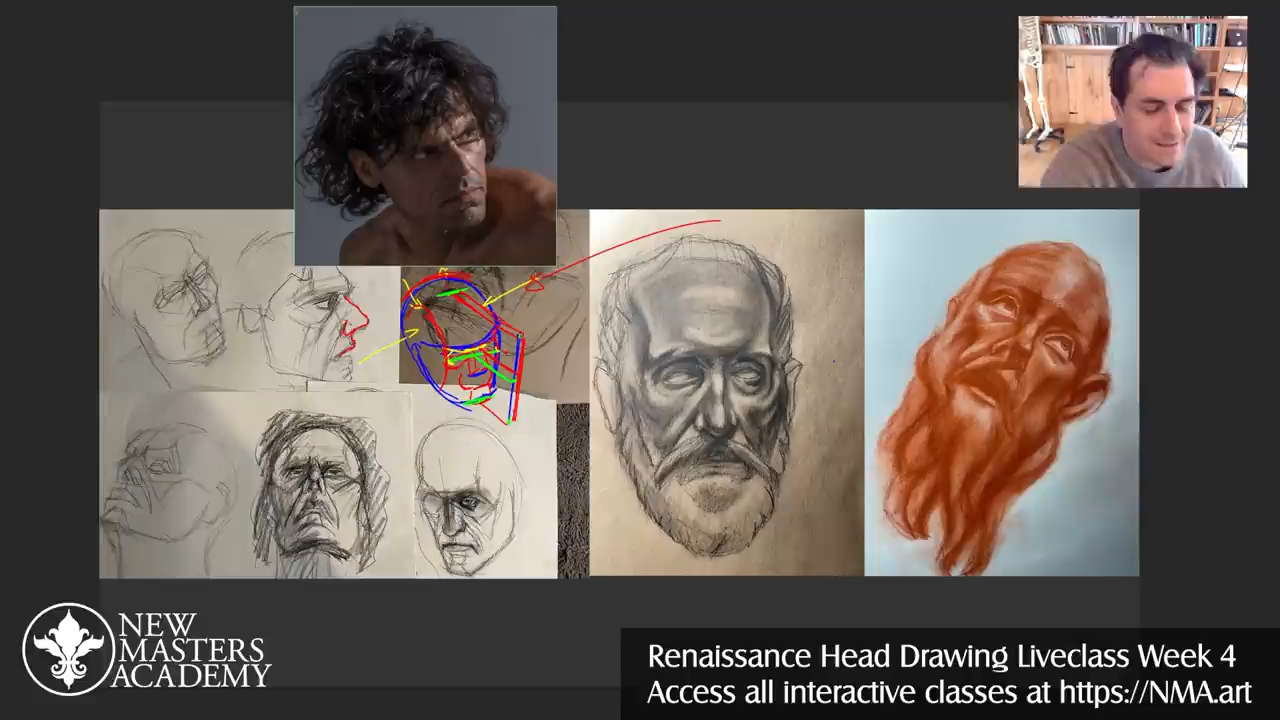 NEW
MASTERS
ACADEMY
Renaissance Head Drawing Liveclass Week 4
Access all interactive classes at https://NMA.art